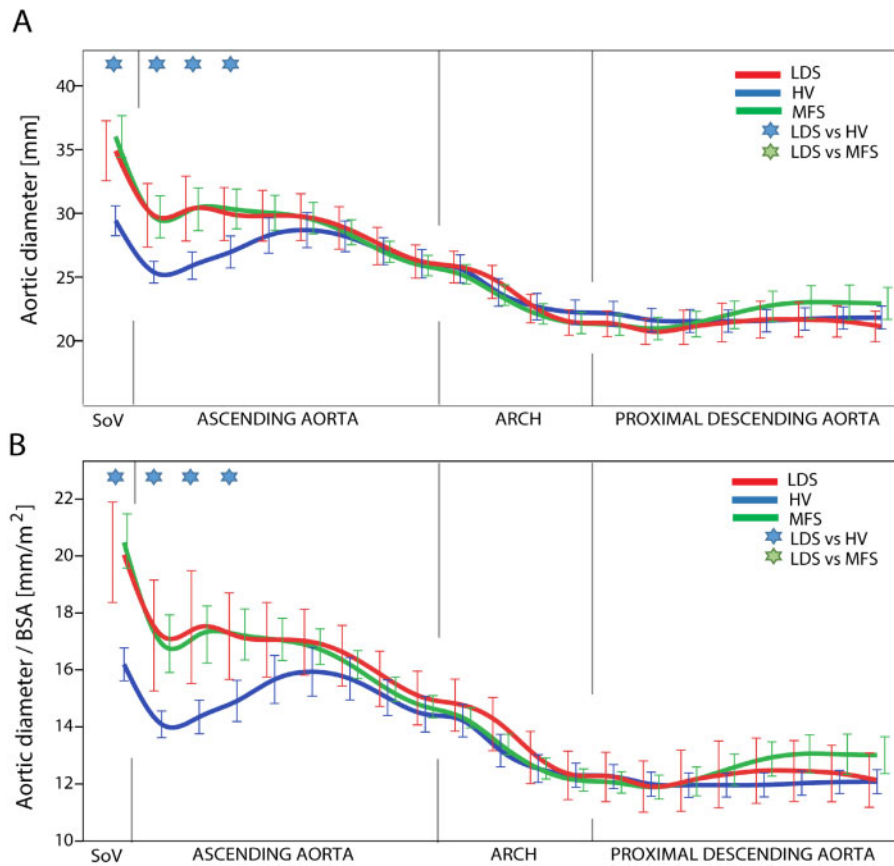 A
Aortic diameter [mm]
40
35
30
25
20
LDS
HV
MFS
LDS vs HV
LDS vs MFS
SoV
ASCENDING AORTA
ARCH
PROXIMAL DESCENDING AORTA
B
Aortic diameter / BSA [mm/m²]
22
20
18
16
14
12
10
LDS
HV
MFS
LDS vs HV
LDS vs MFS
SoV
ASCENDING AORTA
ARCH
PROXIMAL DESCENDING AORTA